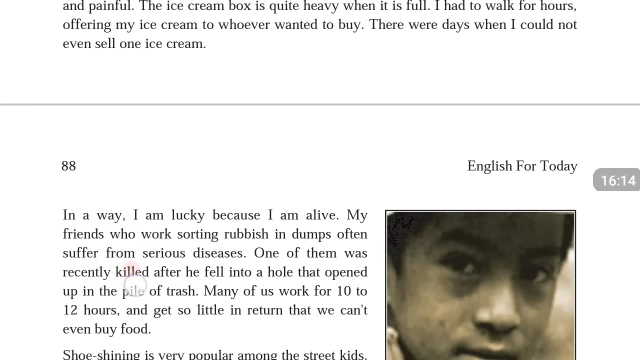 and painful. The ice cream box is quite heavy when it is full. I had to walk for hours,
offering my ice cream to whoever wanted to buy. There were days when I could not
even sell one ice cream.
88
English For Today
16:14
In a way, I am lucky because I am alive. My
friends who work sorting rubbish in dumps often
suffer from serious diseases. One of them was
recently killed after he fell into a hole that opened
up in the pile of trash. Many of us work for 10 to
12 hours, and get so little in return that we can't
even buy food.
Shoe-shining is very popular among the street kids.